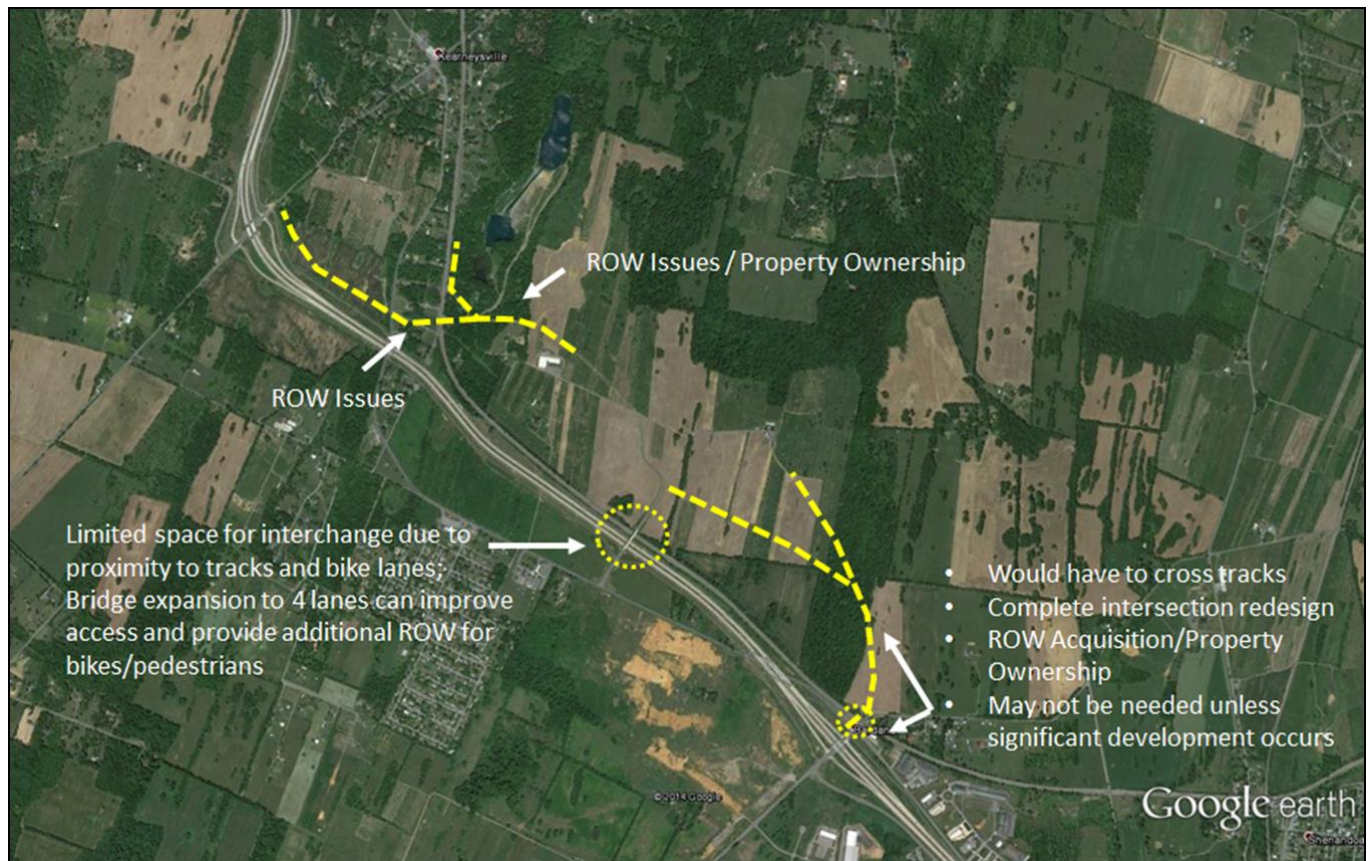 Kearneysville
ROW Issues / Property Ownership
ROW Issues
Limited space for interchange due to
proximity to tracks and bike lanes;
Bridge expansion to 4 lanes can improve
access and provide additional ROW for
bikes/pedestrians
• Would have to cross tracks
• Complete intersection redesign
• ROW Acquisition/Property
Ownership
• May not be needed unless
significant development occurs
© 2014 Google
Google earth